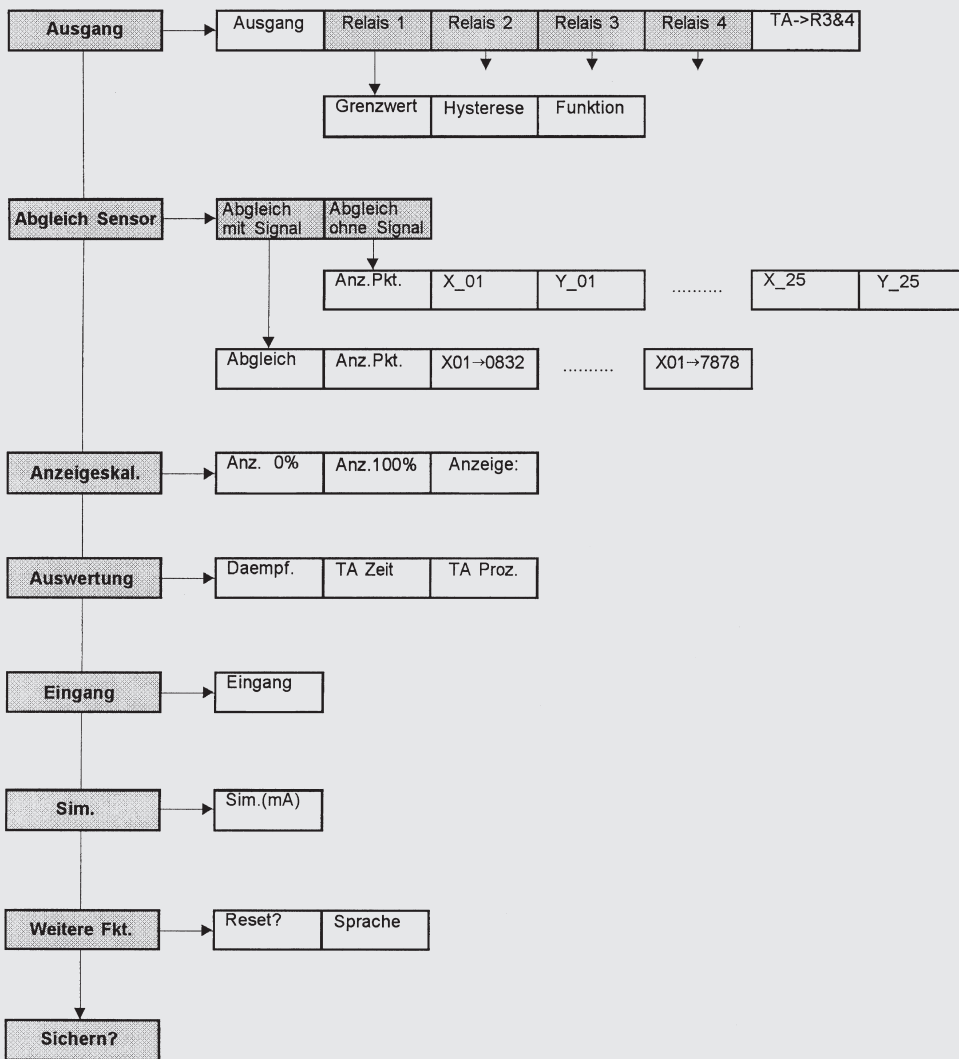 Ausgang
Ausgang
Relais 1
Relais 2
Relais 3
Relais 4
TA->R3&4
Grenzwert
Hysterese
Funktion
Abgleich Sensor
Abgleich
mit Signal
Abgleich
ohne Signal
Anz.Pkt.
X_01
Y_01
..........
X_25
Y_25
Abgleich
Anz.Pkt.
X01→0832
..........
X01→7878
Anzeigeskal.
Anz. 0%
Anz.100%
Anzeige:
Auswertung
Daempf.
TA Zeit
TA Proz.
Eingang
Eingang
Sim.
Sim.(mA)
Weitere Fkt.
Reset?
Sprache
Sichern?